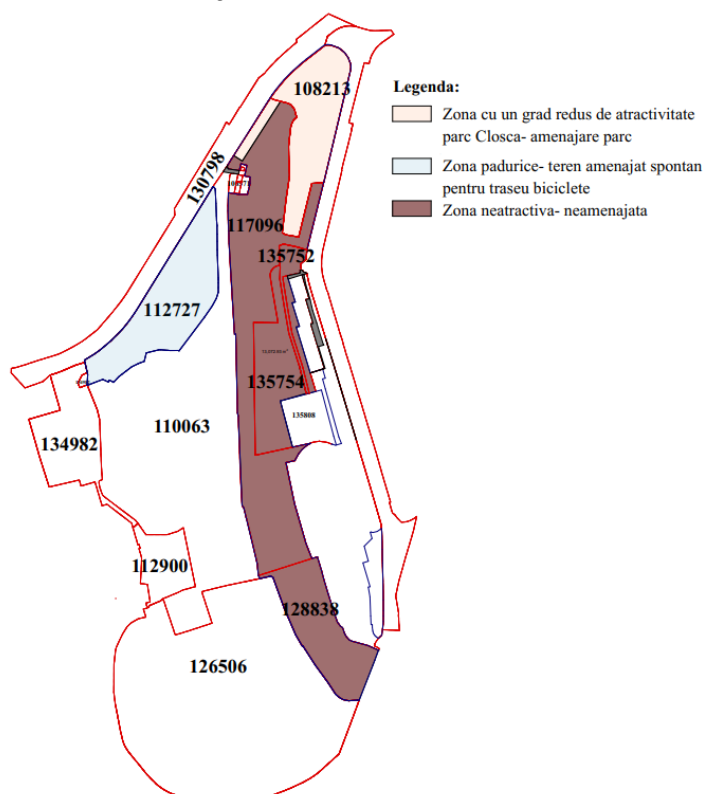 108213
Legenda:
Zona cu un grad redus de atractivitate
parc Closca- amenajare parc
Zona padurice- teren amenajat spontan
pentru traseu biciclete
Zona neatractiva- neamenajata
130798
117096
135752
112727
135754
135808
110063
134982
112900
128838
126506